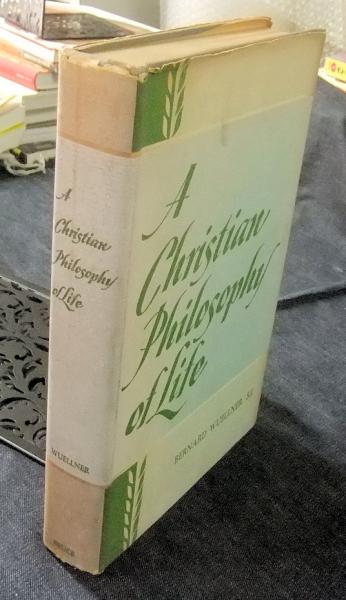 A
Christian
Philosophy
of Life
WUELLNER
BRUCE
A
Christian
Philosophy
of Life
BERNARD WUELLNER S.J.